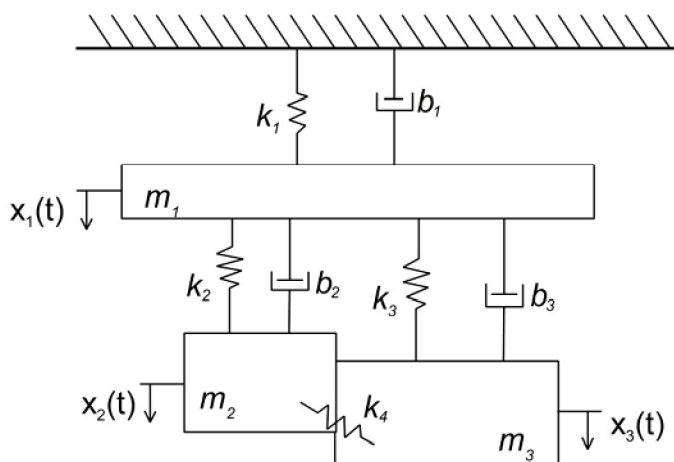 k₁
b₁
x₁(t)
m₁
k₂
b₂
k₃
b₃
x₂(t)
m₂
k₄
m₃
x₃(t)